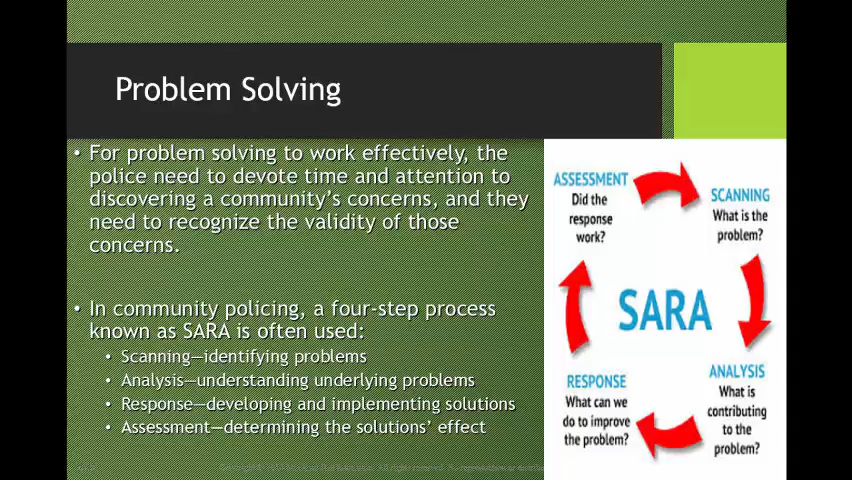 Problem Solving
• For problem solving to work effectively, the
police need to devote time and attention to
discovering a community's concerns, and they
need to recognize the validity of those
concerns.
• In community policing, a four-step process
known as SARA is often used:
• Scanning—identifying problems
• Analysis—understanding underlying problems
• Response—developing and implementing solutions
• Assessment—determining the solutions' effect
ASSESSMENT
Did the
response
work?
SCANNING
What is the
problem?
SARA
ANALYSIS
What is
contributing
to the
problem?
RESPONSE
What can we
do to improve
the problem?